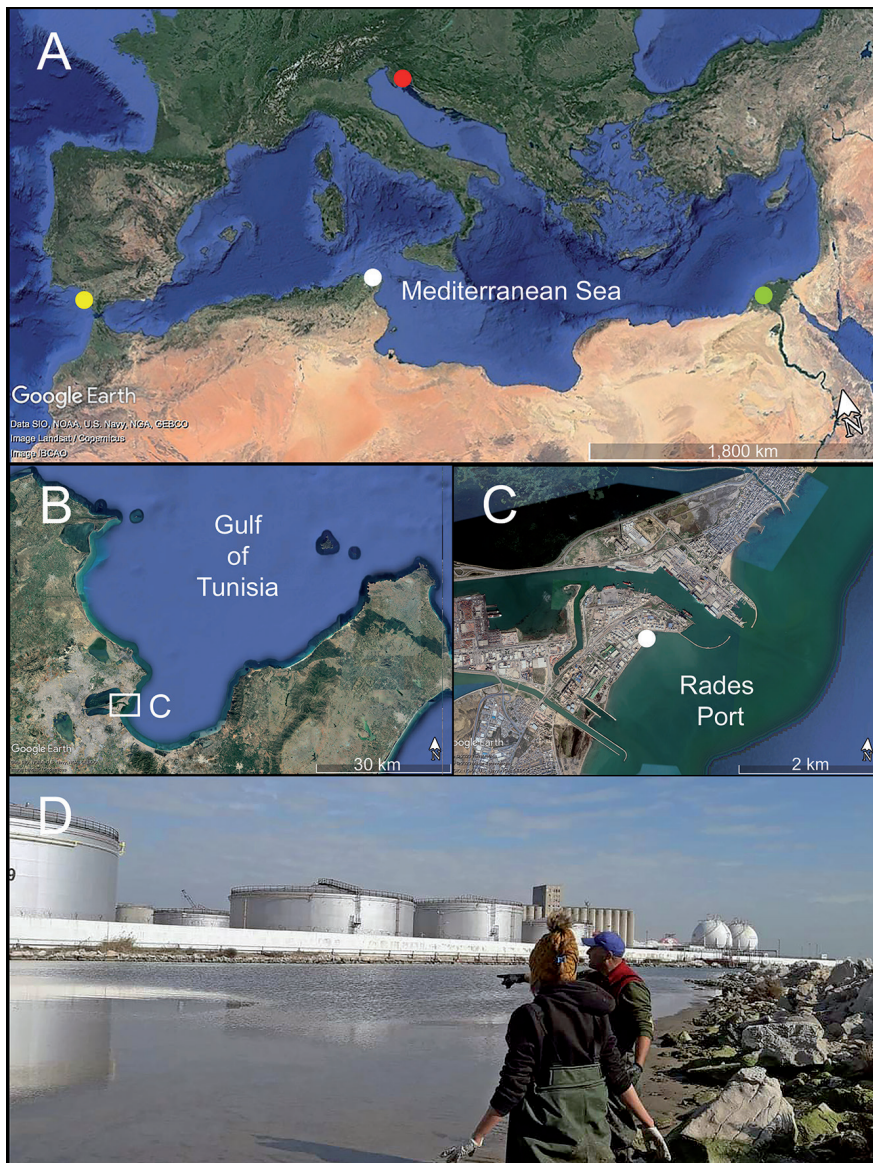 A
Mediterranean Sea
Google Earth
Data SIO, NOAA, U.S. Navy, NGA, GEBCO
Image Landsat / Copernicus
Image IBCAO
N
1,800 km
B
Gulf
of
Tunisia
C
Google Earth
N
30 km
C
Rades
Port
Google Earth
N
2 km
D
9